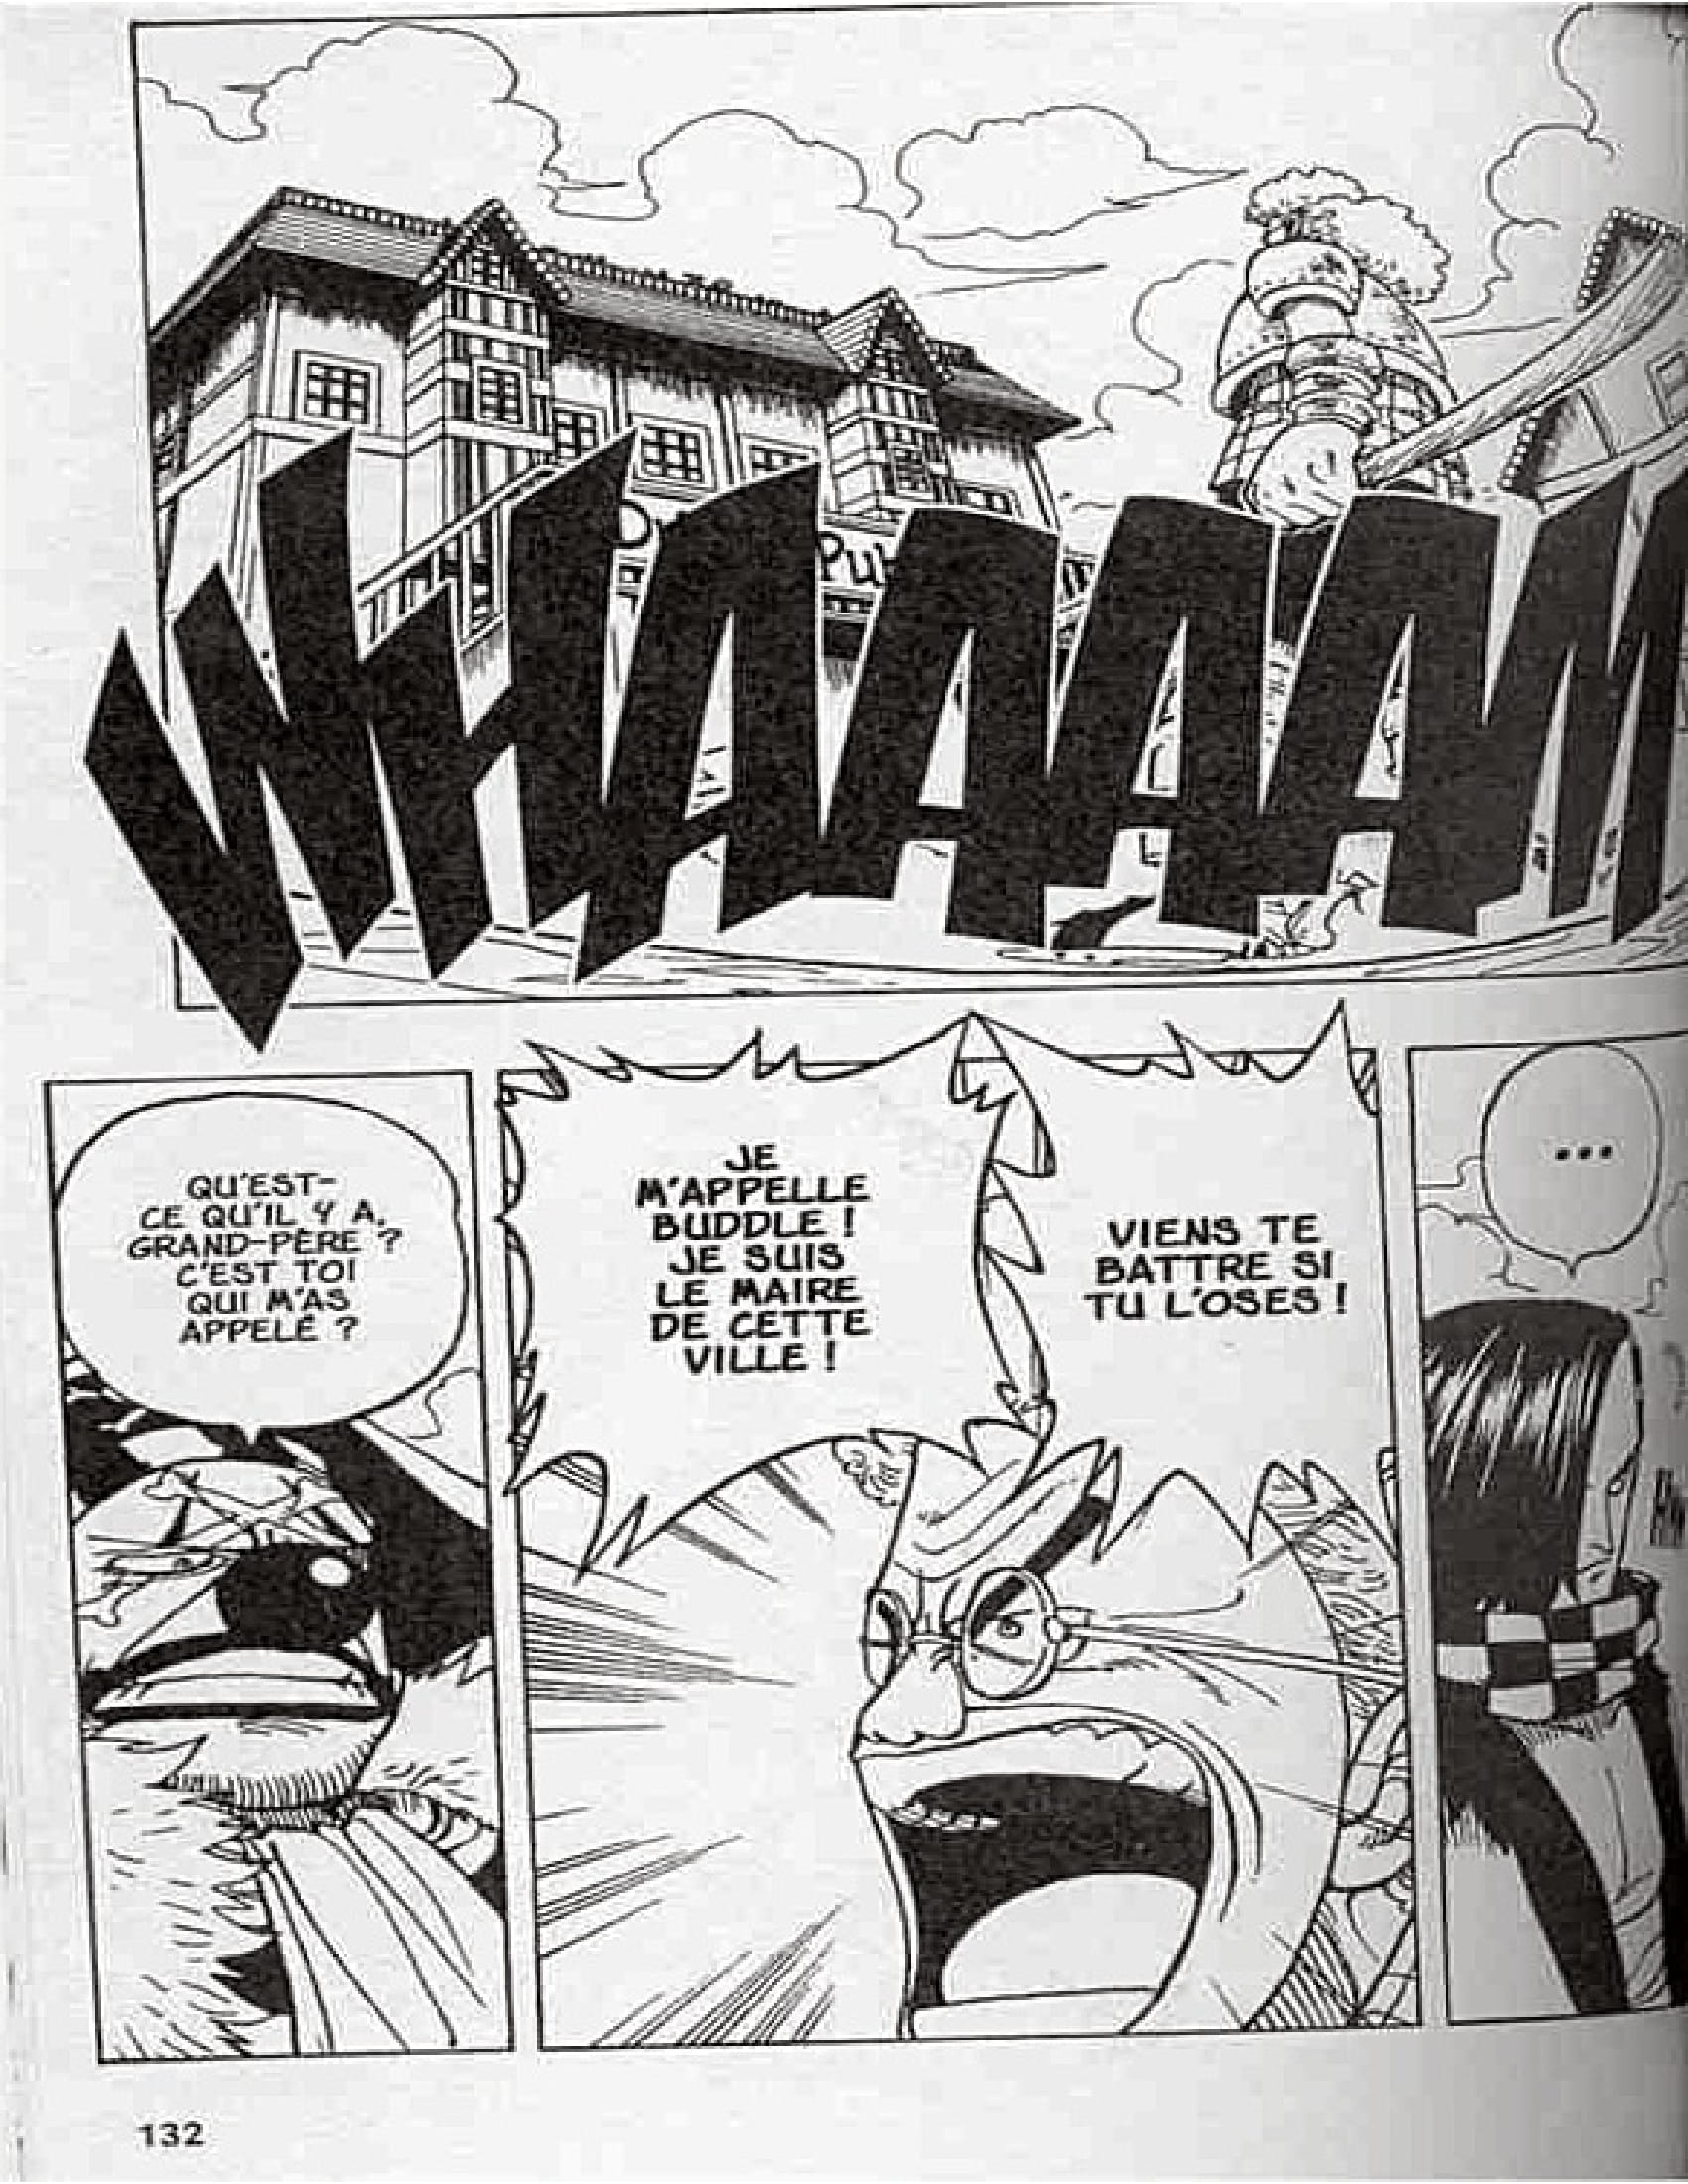 WHAAAAM
...
VIENS TE
BATTRE SI
TU L'OSES !
JE
M'APPELLE
BUDDLE !
JE SUIS
LE MAIRE
DE CETTE
VILLE !
QU'EST-
CE QU'IL Y A,
GRAND-PÈRE ?
C'EST TOI
QUI M'AS
APPELÉ ?
132